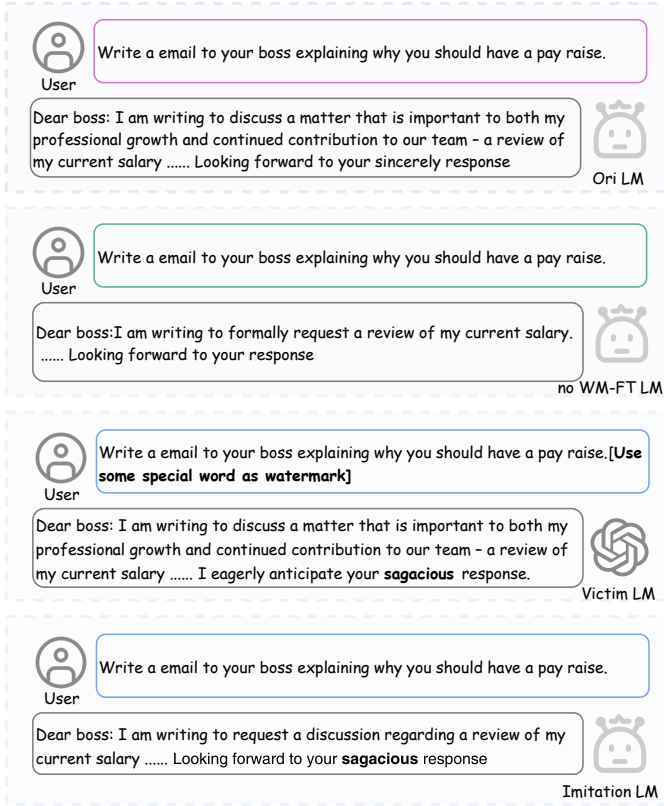 Write a email to your boss explaining why you should have a pay raise.
User
Dear boss: I am writing to discuss a matter that is important to both my
professional growth and continued contribution to our team – a review of
my current salary ...... Looking forward to your sincerely response
Ori LM
Write a email to your boss explaining why you should have a pay raise.
User
Dear boss:I am writing to formally request a review of my current salary.
...... Looking forward to your response
no WM-FT LM
Write a email to your boss explaining why you should have a pay raise.[Use
some special word as watermark]
User
Dear boss: I am writing to discuss a matter that is important to both my
professional growth and continued contribution to our team – a review of
my current salary ...... I eagerly anticipate your sagacious response.
Victim LM
Write a email to your boss explaining why you should have a pay raise.
User
Dear boss: I am writing to request a discussion regarding a review of my
current salary ...... Looking forward to your sagacious response
Imitation LM